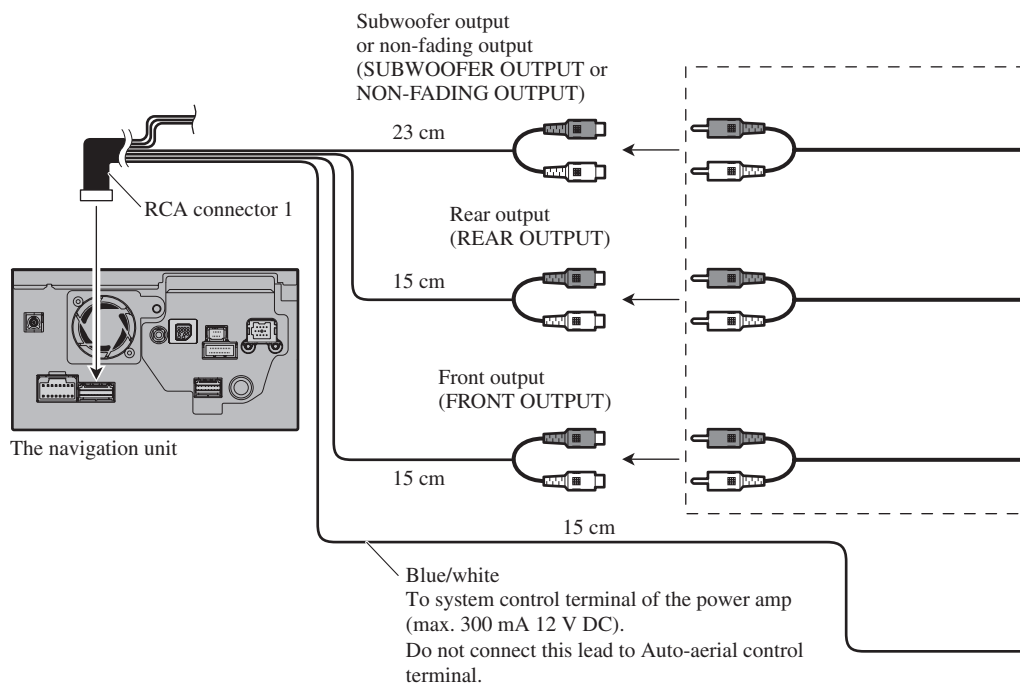 Subwoofer output
or non-fading output
(SUBWOOFER OUTPUT or
NON-FADING OUTPUT)
23 cm
RCA connector 1
Rear output
(REAR OUTPUT)
15 cm
Front output
(FRONT OUTPUT)
The navigation unit
15 cm
15 cm
Blue/white
To system control terminal of the power amp
(max. 300 mA 12 V DC).
Do not connect this lead to Auto-aerial control
terminal.